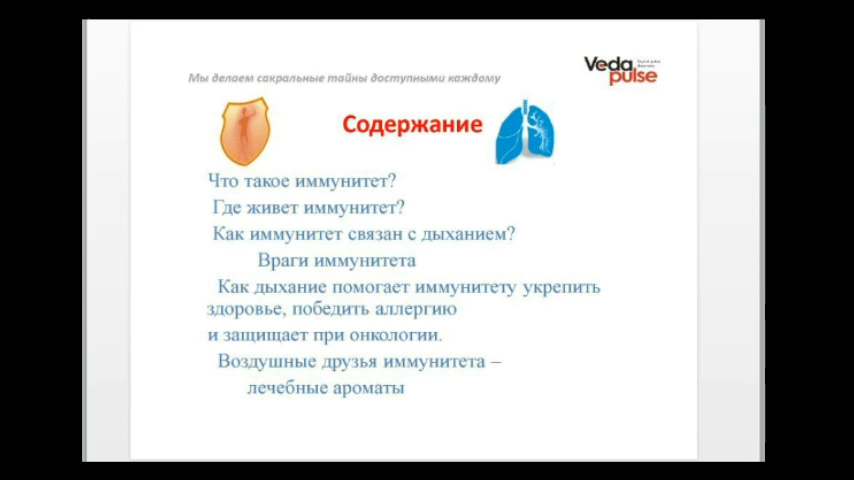 Мы делаем сакральные тайны доступными каждому
Veda
pulse
Содержание
Что такое иммунитет?
Где живет иммунитет?
Как иммунитет связан с дыханием?
Враги иммунитета
Как дыхание помогает иммунитету укрепить
здоровье, победить аллергию
и защищает при онкологии.
Воздушные друзья иммунитета –
лечебные ароматы